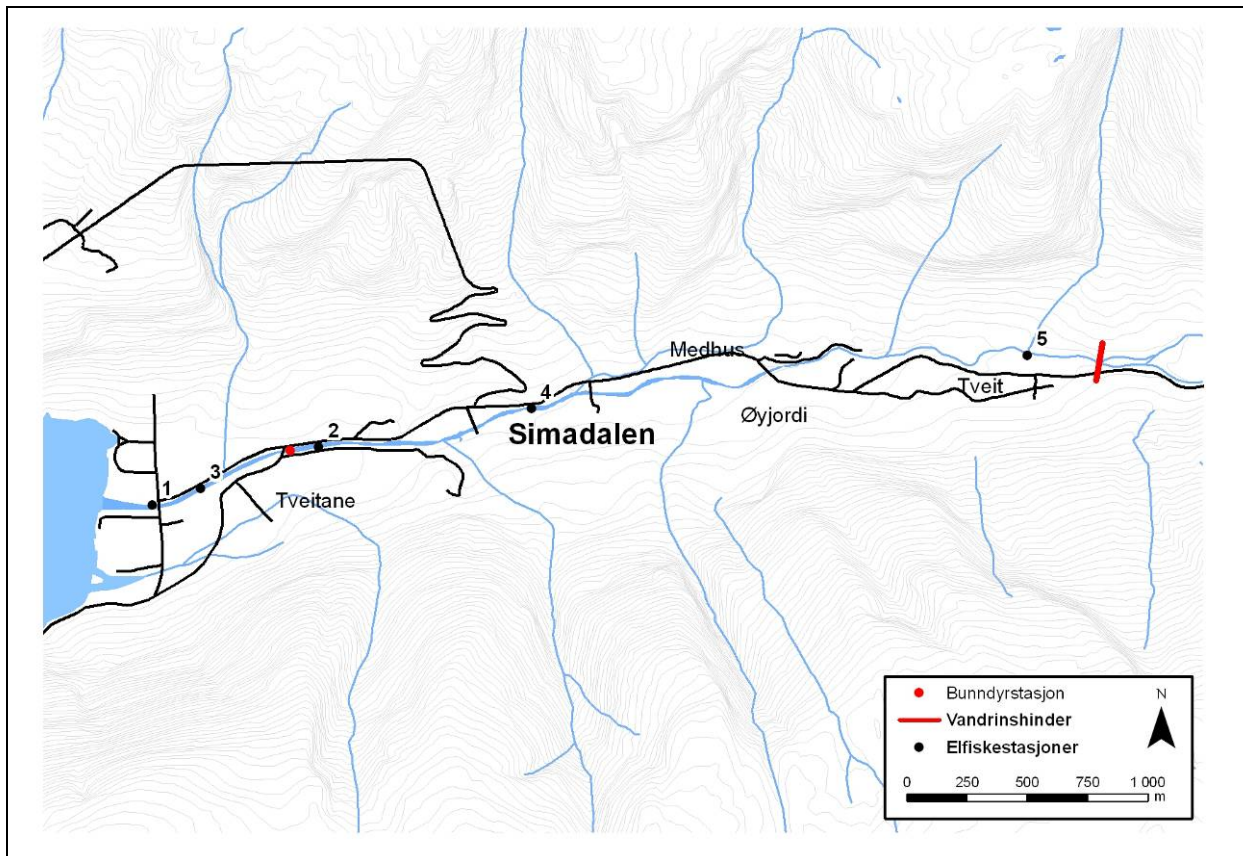 5
Medhus
Tveit
4
Øyjordi
Simadalen
2
3
1
Tveitane
Bunndyrstasjon
N
Vandrinshinder
Elfiskestasjoner
0 250 500 750 1 000
m